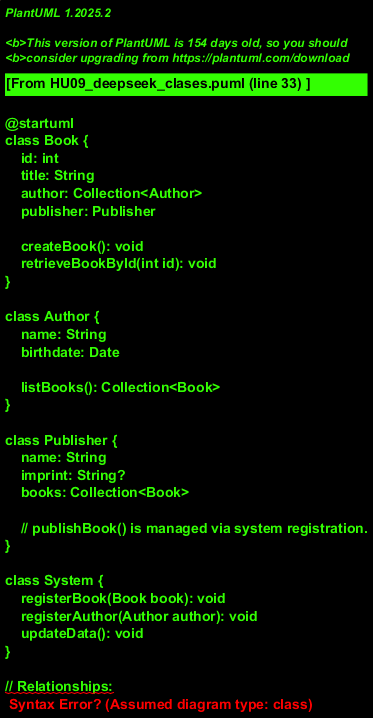 PlantUML 1.2025.2
<b>This version of PlantUML is 154 days old, so you should
<b>consider upgrading from https://plantuml.com/download
[From HU09_deepseek_clases.puml (line 33) ]
@startuml
class Book {
id: int
title: String
author: Collection<Author>
publisher: Publisher
createBook(): void
retrieveBookById(int id): void
}
class Author {
name: String
birthdate: Date
listBooks(): Collection<Book>
}
class Publisher {
name: String
imprint: String?
books: Collection<Book>
// publishBook() is managed via system registration.
}
class System {
registerBook(Book book): void
registerAuthor(Author author): void
updateData(): void
}
// Relationships:
Syntax Error? (Assumed diagram type: class)